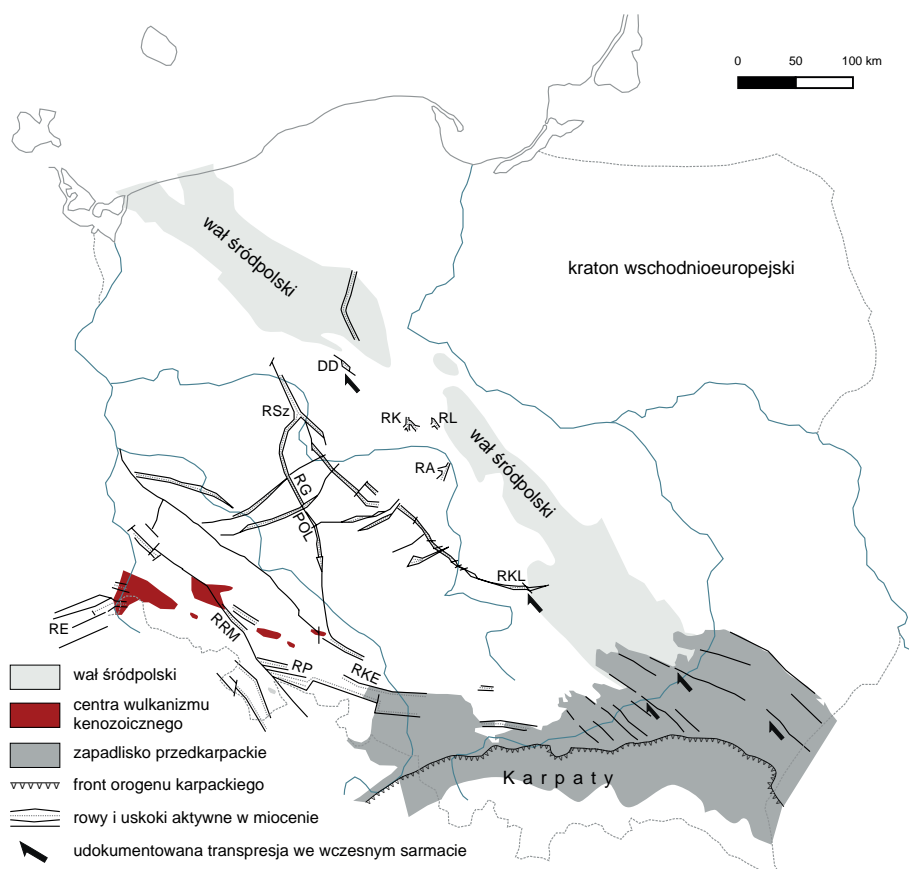 0 50 100 km
wał śródpolski
kraton wschodnioeuropejski
DD
RSz
RK
RL
RA
wał śródpolski
RG
POL
RKL
RE
RRM
RP
RKE
Karpaty
wał śródpolski
centra wulkanizmu
kenozoicznego
zapadlisko przedkarpackie
front orogenu karpackiego
rowy i uskoki aktywne w miocenie
udokumentowana transpresja we wczesnym sarmacie